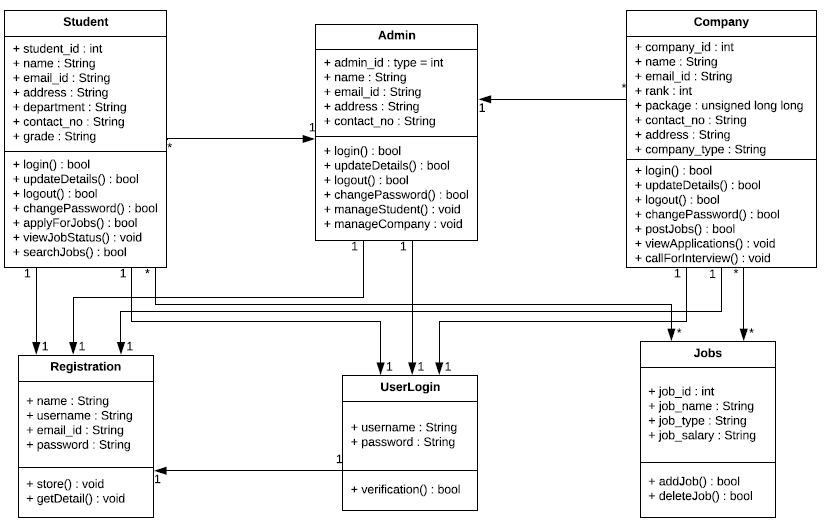 Student
+ student_id : int
+ name : String
+ email_id : String
+ address : String
+ department : String
+ contact_no : String
+ grade : String
+ login() : bool
+ updateDetails() : bool
+ logout() : bool
+ changePassword() : bool
+ applyForJobs() : bool
+ viewJobStatus() : void
+ searchJobs() : bool
*
1
Admin
+ admin_id : type = int
+ name : String
+ email_id : String
+ address : String
+ contact_no : String
+ login() : bool
+ updateDetails() : bool
+ logout() : bool
+ changePassword() : bool
+ manageStudent() : void
+ manageCompany : void
1
*
Company
+ company_id : int
+ name : String
+ email_id : String
+ rank : int
+ package : unsigned long long
+ contact_no : String
+ address : String
+ company_type : String
+ login() : bool
+ updateDetails() : bool
+ logout() : bool
+ changePassword() : bool
+ postJobs() : bool
+ viewApplications() : void
+ callForInterview() : void
1 1 *
1 1
1 1 *
1 1 1
1 1 1
* *
Registration
+ name : String
+ username : String
+ email_id : String
+ password : String
+ store() : void
+ getDetail() : void
1
1
UserLogin
+ username : String
+ password : String
+ verification() : bool
Jobs
+ job_id : int
+ job_name : String
+ job_type : String
+ job_salary : String
+ addJob() : bool
+ deleteJob() : bool